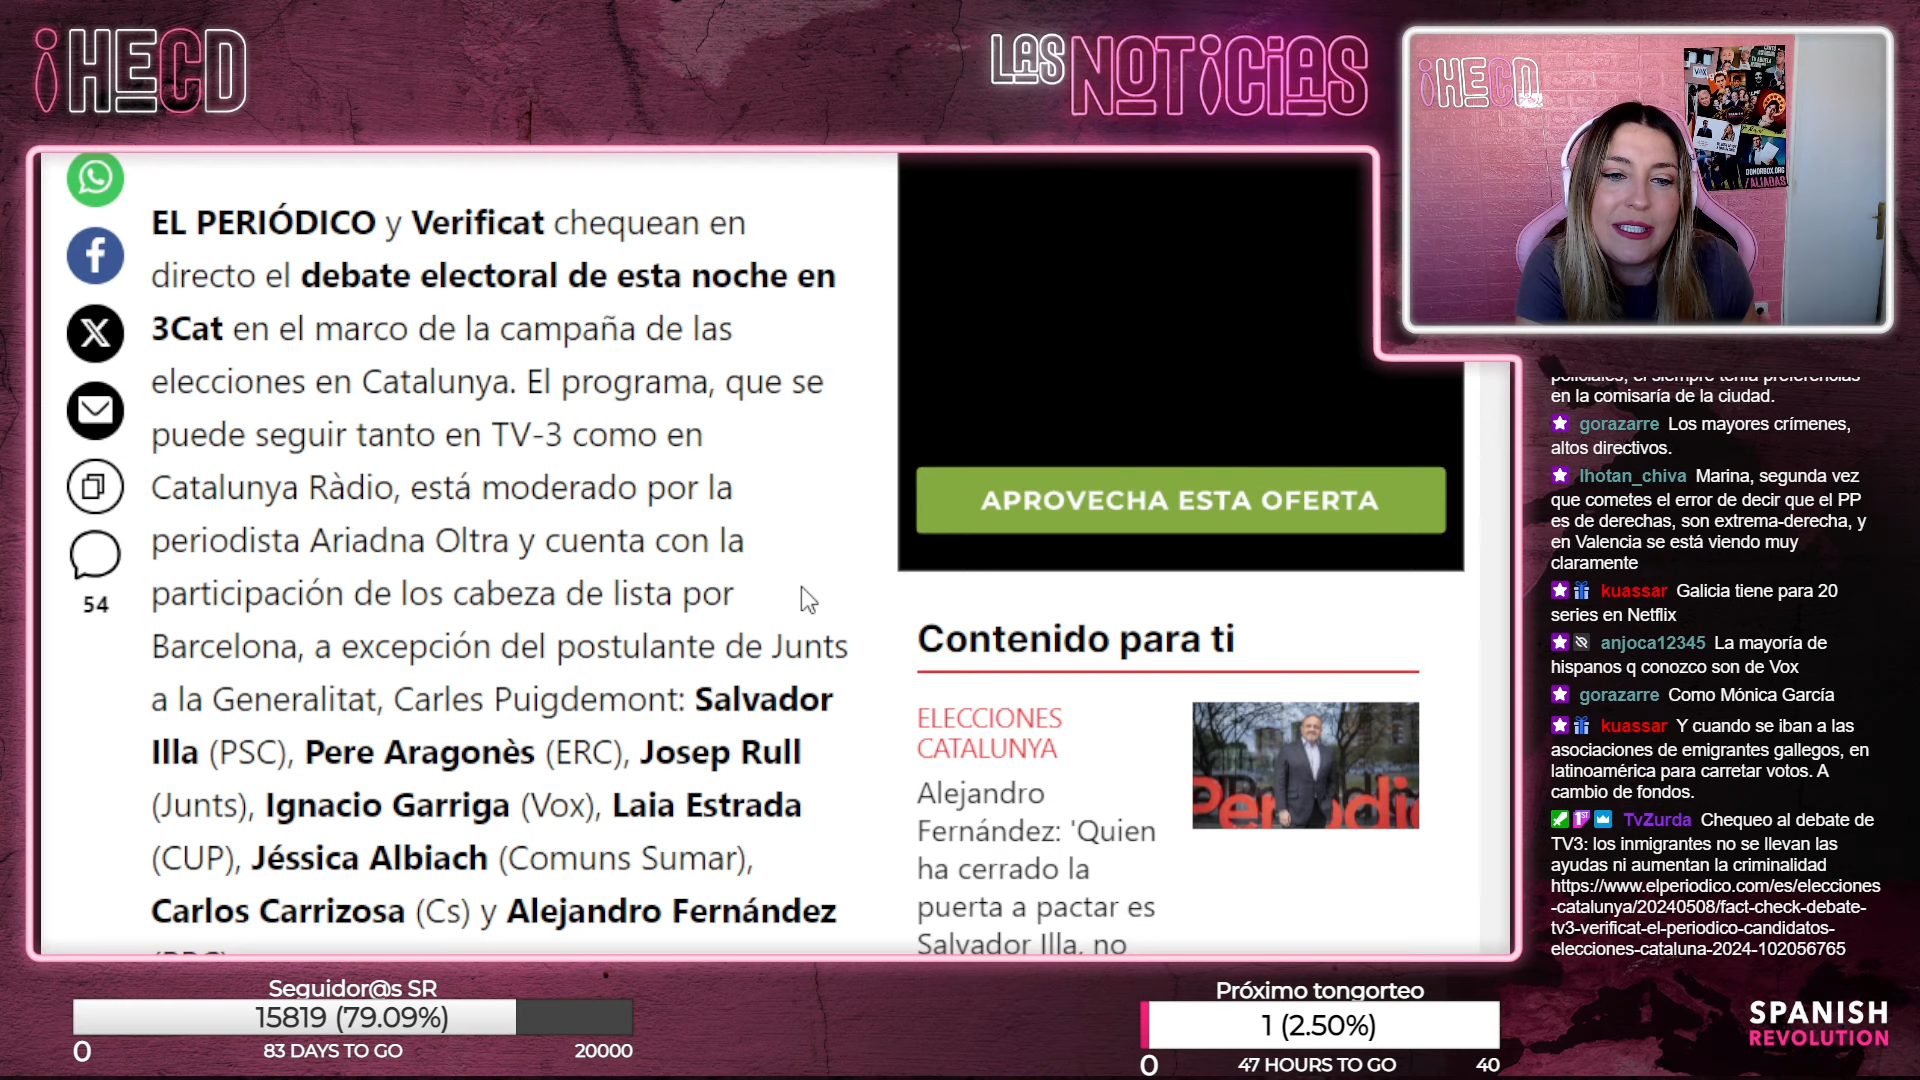 ¡HECD
LAS NOTiCiAS
¡HECD
VOX
DONORBOX.ORG
/ALIADAS
EL PERIÓDICO y Verificat chequean en
directo el debate electoral de esta noche en
3Cat en el marco de la campaña de las
elecciones en Catalunya. El programa, que se
puede seguir tanto en TV-3 como en
Catalunya Ràdio, está moderado por la
periodista Ariadna Oltra y cuenta con la
participación de los cabeza de lista por
Barcelona, a excepción del postulante de Junts
a la Generalitat, Carles Puigdemont: Salvador
Illa (PSC), Pere Aragonès (ERC), Josep Rull
(Junts), Ignacio Garriga (Vox), Laia Estrada
(CUP), Jéssica Albiach (Comuns Sumar),
Carlos Carrizosa (Cs) y Alejandro Fernández
54
APROVECHA ESTA OFERTA
Contenido para ti
ELECCIONES
CATALUNYA
Alejandro
Fernández: 'Quien
ha cerrado la
puerta a pactar es
Salvador Illa, no
Periodi
policiales, el siempre tenía preferencias
en la comisaría de la ciudad.
gorazarre Los mayores crímenes,
altos directivos.
lhotan_chiva Marina, segunda vez
que cometes el error de decir que el PP
es de derechas, son extrema-derecha, y
en Valencia se está viendo muy
claramente
kuassar Galicia tiene para 20
series en Netflix
anjoca12345 La mayoría de
hispanos q conozco son de Vox
gorazarre Como Mónica García
kuassar Y cuando se iban a las
asociaciones de emigrantes gallegos, en
latinoamérica para carretar votos. A
cambio de fondos.
TvZurda Chequeo al debate de
TV3: los inmigrantes no se llevan las
ayudas ni aumentan la criminalidad
https://www.elperiodico.com/es/elecciones
-catalunya/20240508/fact-check-debate-
tv3-verificat-el-periodico-candidatos-
elecciones-cataluna-2024-102056765
Seguidor@s SR
15819 (79.09%)
0 83 DAYS TO GO 20000
Próximo tongorteo
1 (2.50%)
0 47 HOURS TO GO 40
SPANISH
REVOLUTION